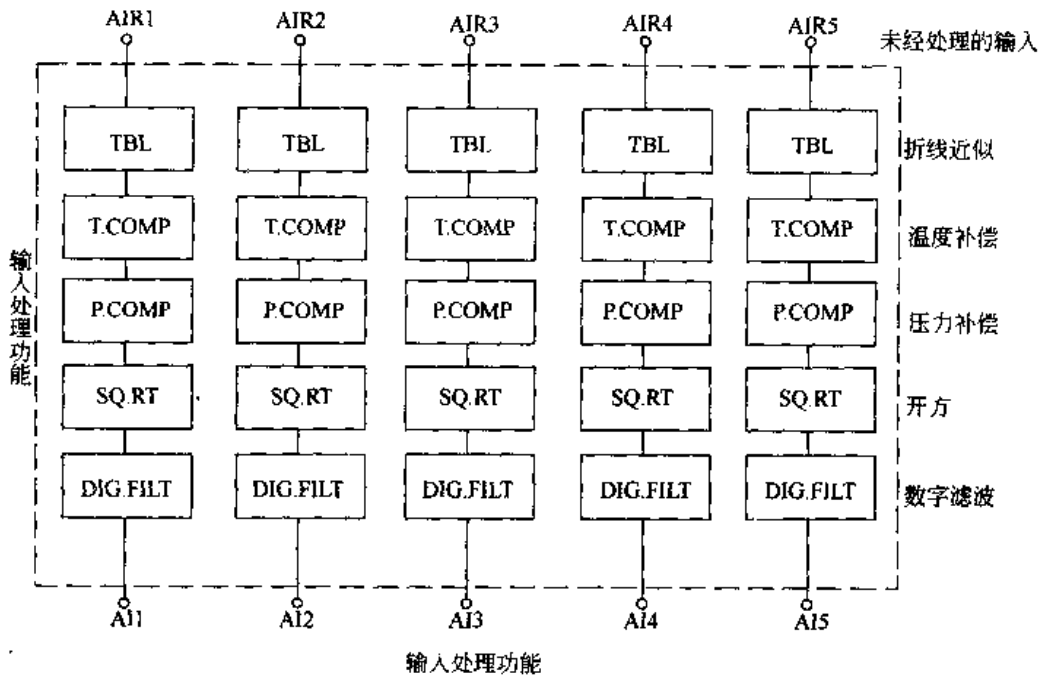 AIR1 AIR2 AIR3 AIR4 AIR5 未经处理的输入
TBL TBL TBL TBL TBL 折线近似
T.COMP T.COMP T.COMP T.COMP T.COMP 温度补偿
输入处理功能
P.COMP P.COMP P.COMP P.COMP P.COMP 压力补偿
SQ.RT SQ.RT SQ.RT SQ.RT SQ.RT 开方
DIG.FILT DIG.FILT DIG.FILT DIG.FILT DIG.FILT 数字滤波
AI1 AI2 AI3 AI4 AI5
输入处理功能